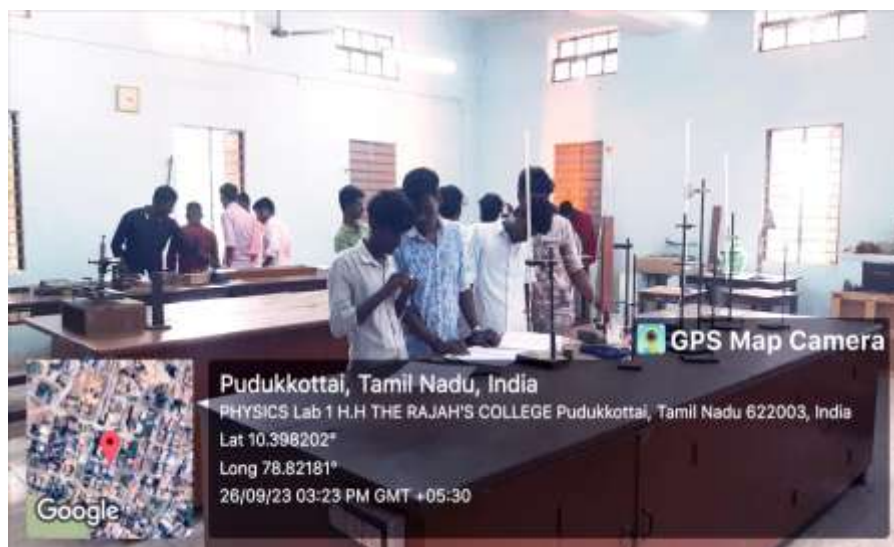 GPS Map Camera
Pudukkottai, Tamil Nadu, India
PHYSICS Lab 1 H.H THE RAJAH'S COLLEGE Pudukkottai, Tamil Nadu 622003, India
Lat 10.398202°
Long 78.82181°
26/09/23 03:23 PM GMT +05:30
Google